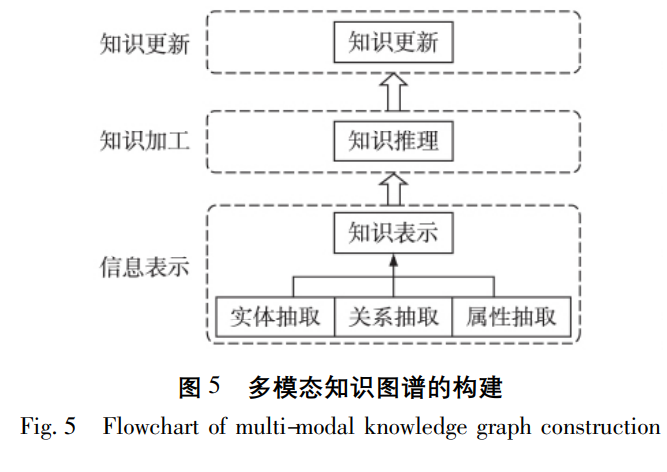 知识更新 知识更新
知识加工 知识推理
知识表示
信息表示
实体抽取 关系抽取 属性抽取
图 5 多模态知识图谱的构建
Fig. 5 Flowchart of multi-modal knowledge graph construction